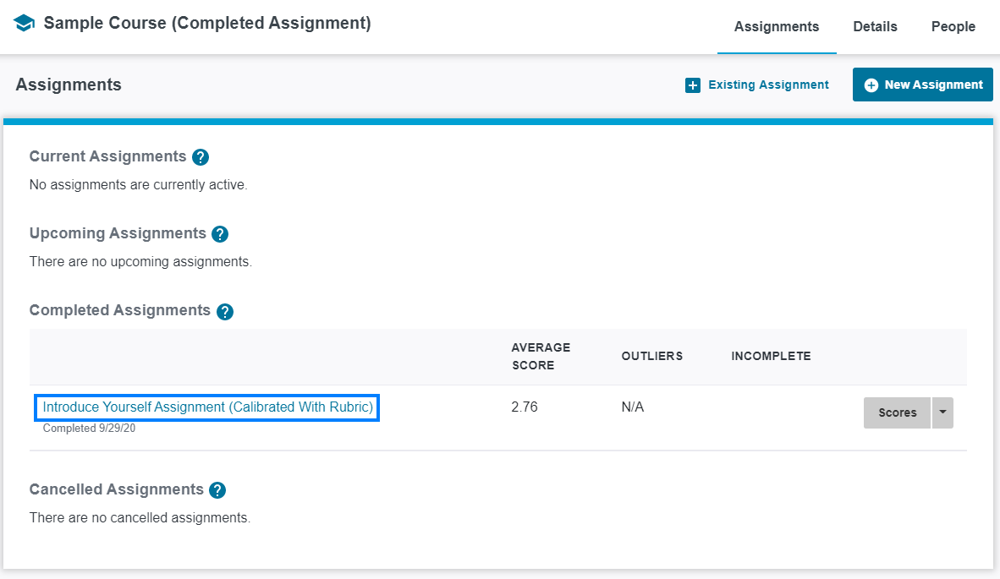 Sample Course (Completed Assignment)
Assignments Details People
Assignments
Existing Assignment
New Assignment
Current Assignments ?
No assignments are currently active.
Upcoming Assignments ?
There are no upcoming assignments.
Completed Assignments ?
AVERAGE SCORE OUTLIERS INCOMPLETE
Introduce Yourself Assignment (Calibrated With Rubric) 2.76 N/A Scores
Completed 9/29/20
Cancelled Assignments ?
There are no cancelled assignments.